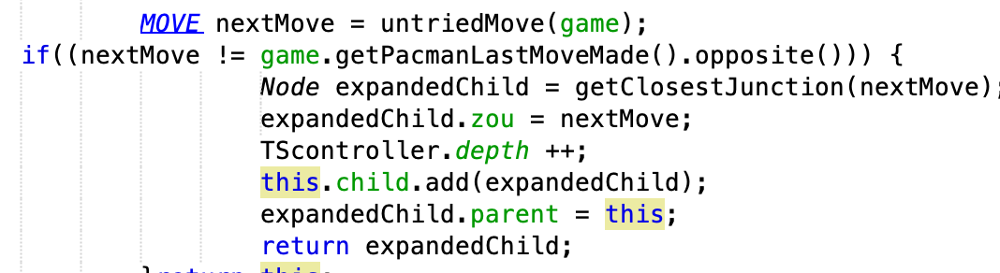 MOVE nextMove = untriedMove(game);
if((nextMove != game.getPacmanLastMoveMade().opposite())) {
Node expandedChild = getClosestJunction(nextMove);
expandedChild.zou = nextMove;
TScontroller.depth ++;
this.child.add(expandedChild);
expandedChild.parent = this;
return expandedChild;
}return this;